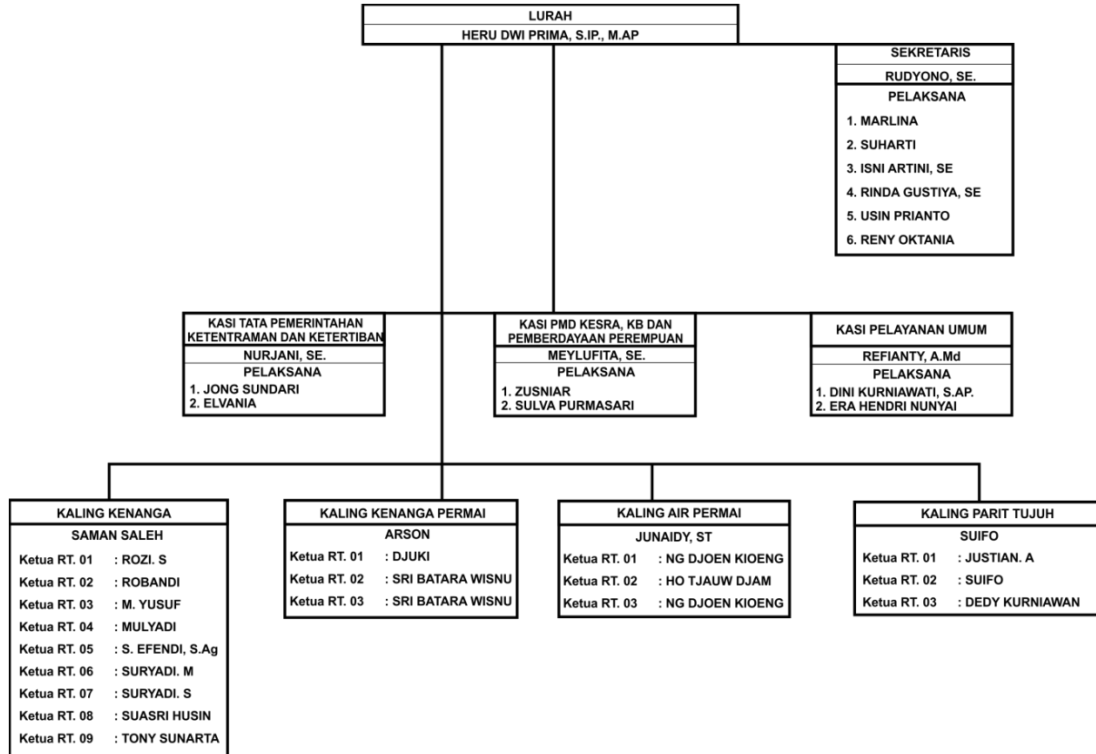 LURAH
HERU DWI PRIMA, S.IP., M.AP
SEKRETARIS
RUDYONO, SE.
PELAKSANA
1. MARLINA
2. SUHARTI
3. ISNI ARTINI, SE
4. RINDA GUSTIYA, SE
5. USIN PRIANTO
6. RENY OKTANIA
KASI TATA PEMERINTAHAN
KETENTRAMAN DAN KETERTIBAN
NURJANI, SE.
PELAKSANA
1. JONG SUNDARI
2. ELVANIA
KASI PMD KESRA, KB DAN
PEMBERDAYAAN PEREMPUAN
MEYLUFITA, SE.
PELAKSANA
1. ZUSNIAR
2. SULVA PURMASARI
KASI PELAYANAN UMUM
REFIANTY, A.Md
PELAKSANA
1. DINI KURNIAWATI, S.AP.
2. ERA HENDRI NUNYAI
KALING KENANGA
SAMAN SALEH
Ketua RT. 01 : ROZI. S
Ketua RT. 02 : ROBANDI
Ketua RT. 03 : M. YUSUF
Ketua RT. 04 : MULYADI
Ketua RT. 05 : S. EFENDI, S.Ag
Ketua RT. 06 : SURYADI. M
Ketua RT. 07 : SURYADI. S
Ketua RT. 08 : SUASRI HUSIN
Ketua RT. 09 : TONY SUNARTA
KALING KENANGA PERMAI
ARSON
Ketua RT. 01 : DJUKI
Ketua RT. 02 : SRI BATARA WISNU
Ketua RT. 03 : SRI BATARA WISNU
KALING AIR PERMAI
JUNAIDY, ST
Ketua RT. 01 : NG DJOEN KIOENG
Ketua RT. 02 : HO TJAUW DJAM
Ketua RT. 03 : NG DJOEN KIOENG
KALING PARIT TUJUH
SUIFO
Ketua RT. 01 : JUSTIAN. A
Ketua RT. 02 : SUIFO
Ketua RT. 03 : DEDY KURNIAWAN